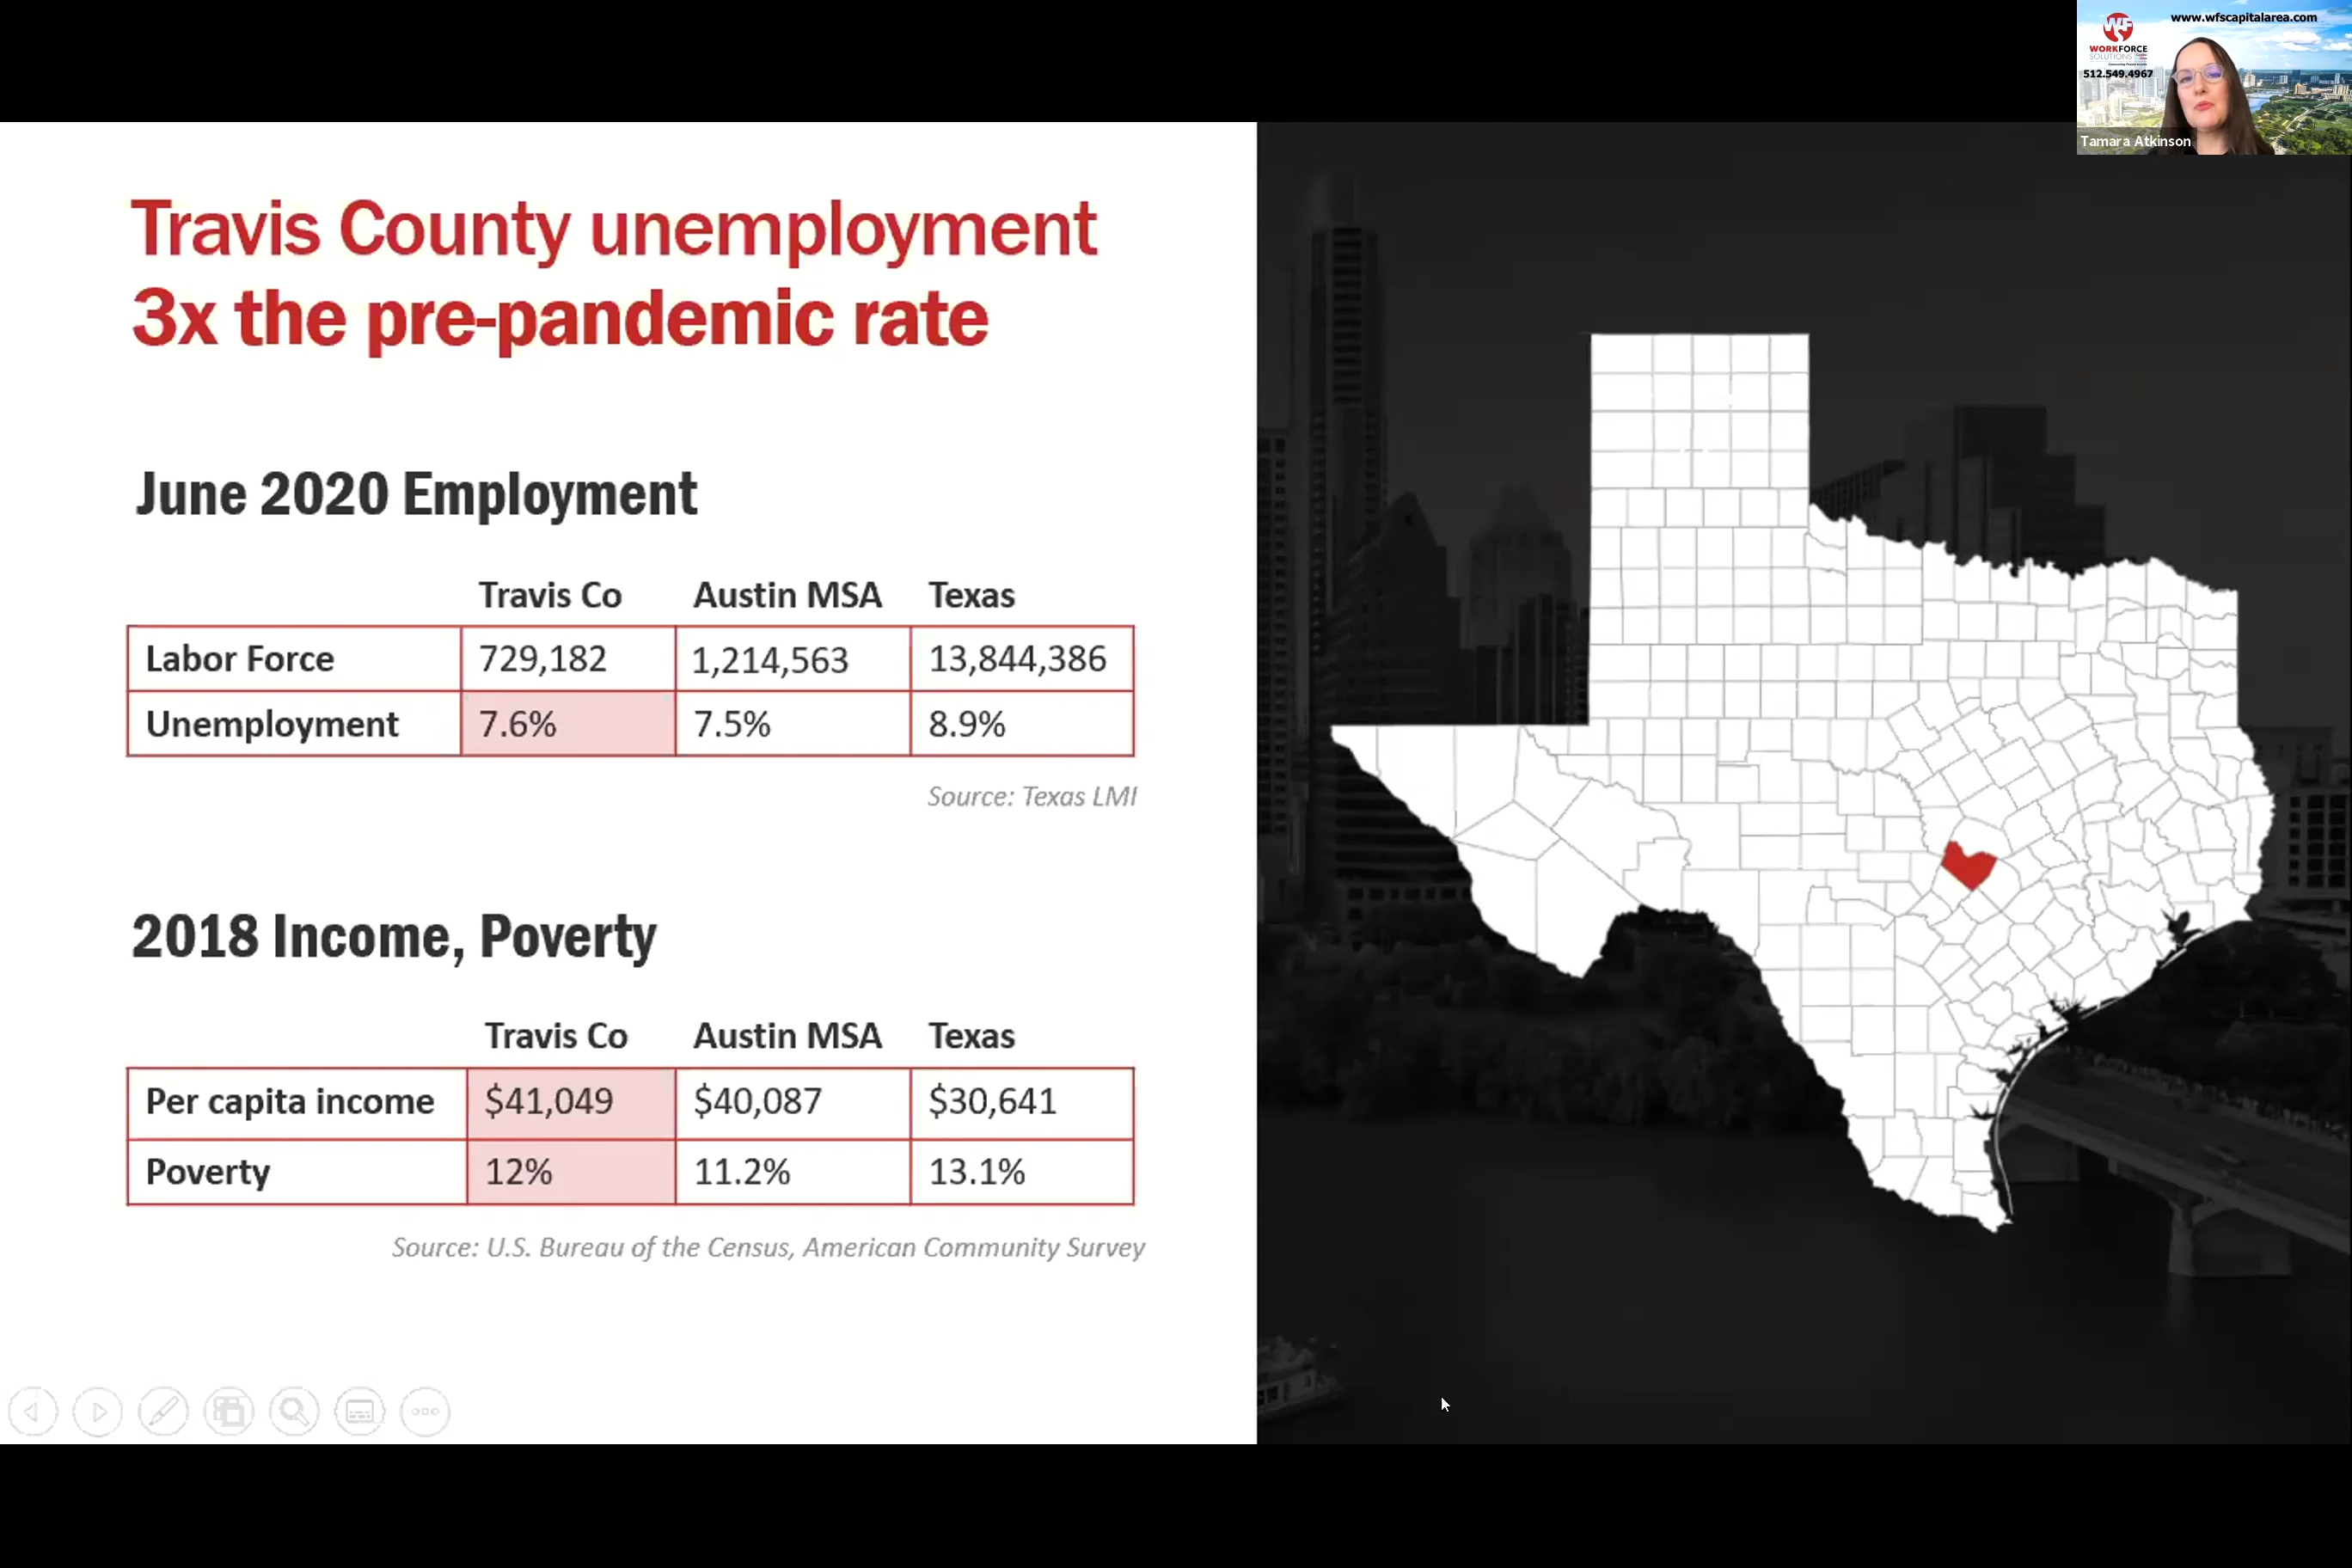 www.wfscapitalarea.com
WF
WORKFORCE
SOLUTIONS
512.549.4967
Tamara Atkinson
Travis County unemployment
3x the pre-pandemic rate
June 2020 Employment
Travis Co Austin MSA Texas
Labor Force 729,182 1,214,563 13,844,386
Unemployment 7.6% 7.5% 8.9%
Source: Texas LMI
2018 Income, Poverty
Travis Co Austin MSA Texas
Per capita income $41,049 $40,087 $30,641
Poverty 12% 11.2% 13.1%
Source: U.S. Bureau of the Census, American Community Survey